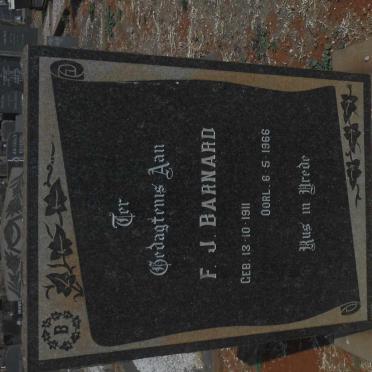 B
Ter
Gedagtenis Aan
F J BARNARD
GEB. 13·10·1911
OORL. 6 5 1966
Rus in Vrede